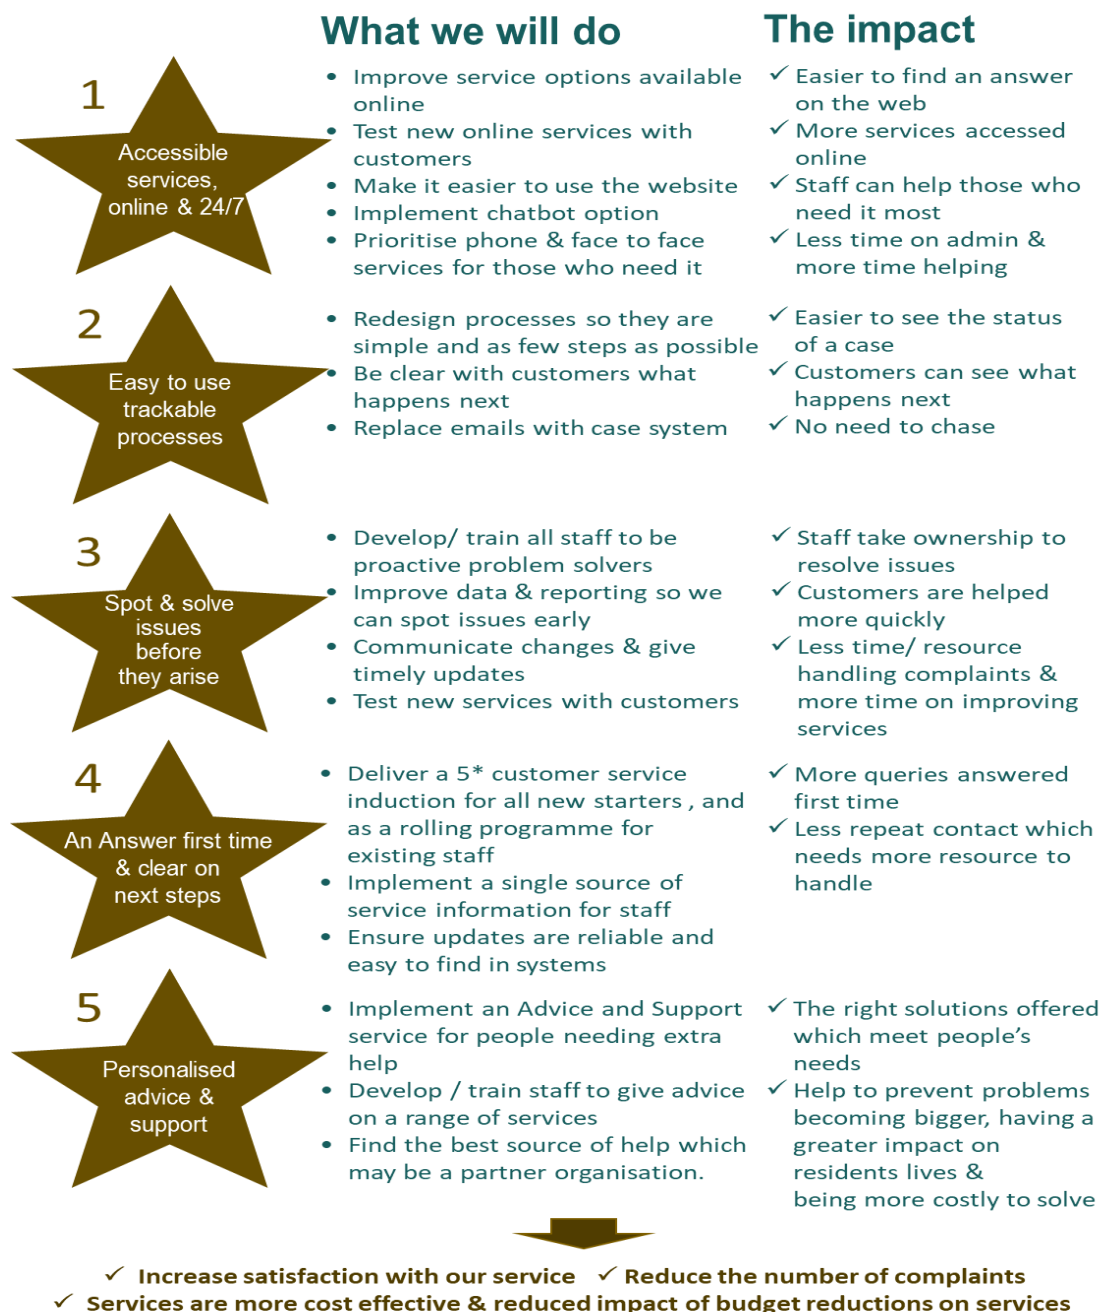 What we will do
The impact
1
Accessible
services,
online & 24/7
• Improve service options available
online
• Test new online services with
customers
• Make it easier to use the website
• Implement chatbot option
• Prioritise phone & face to face
services for those who need it
✓ Easier to find an answer
on the web
✓ More services accessed
online
✓ Staff can help those who
need it most
✓ Less time on admin &
more time helping
2
Easy to use
trackable
processes
• Redesign processes so they are
simple and as few steps as possible
• Be clear with customers what
happens next
• Replace emails with case system
✓ Easier to see the status
of a case
✓ Customers can see what
happens next
✓ No need to chase
3
Spot & solve
issues
before
they arise
• Develop/ train all staff to be
proactive problem solvers
• Improve data & reporting so we
can spot issues early
• Communicate changes & give
timely updates
• Test new services with customers
✓ Staff take ownership to
resolve issues
✓ Customers are helped
more quickly
✓ Less time/ resource
handling complaints &
more time on improving
services
4
An Answer first time
& clear on
next steps
• Deliver a 5* customer service
induction for all new starters , and
as a rolling programme for
existing staff
• Implement a single source of
service information for staff
• Ensure updates are reliable and
easy to find in systems
✓ More queries answered
first time
✓ Less repeat contact which
needs more resource to
handle
5
Personalised
advice &
support
• Implement an Advice and Support
service for people needing extra
help
• Develop / train staff to give advice
on a range of services
• Find the best source of help which
may be a partner organisation.
✓ The right solutions offered
which meet people's
needs
✓ Help to prevent problems
becoming bigger, having a
greater impact on
residents lives &
being more costly to solve
✓ Increase satisfaction with our service ✓ Reduce the number of complaints
✓ Services are more cost effective & reduced impact of budget reductions on services